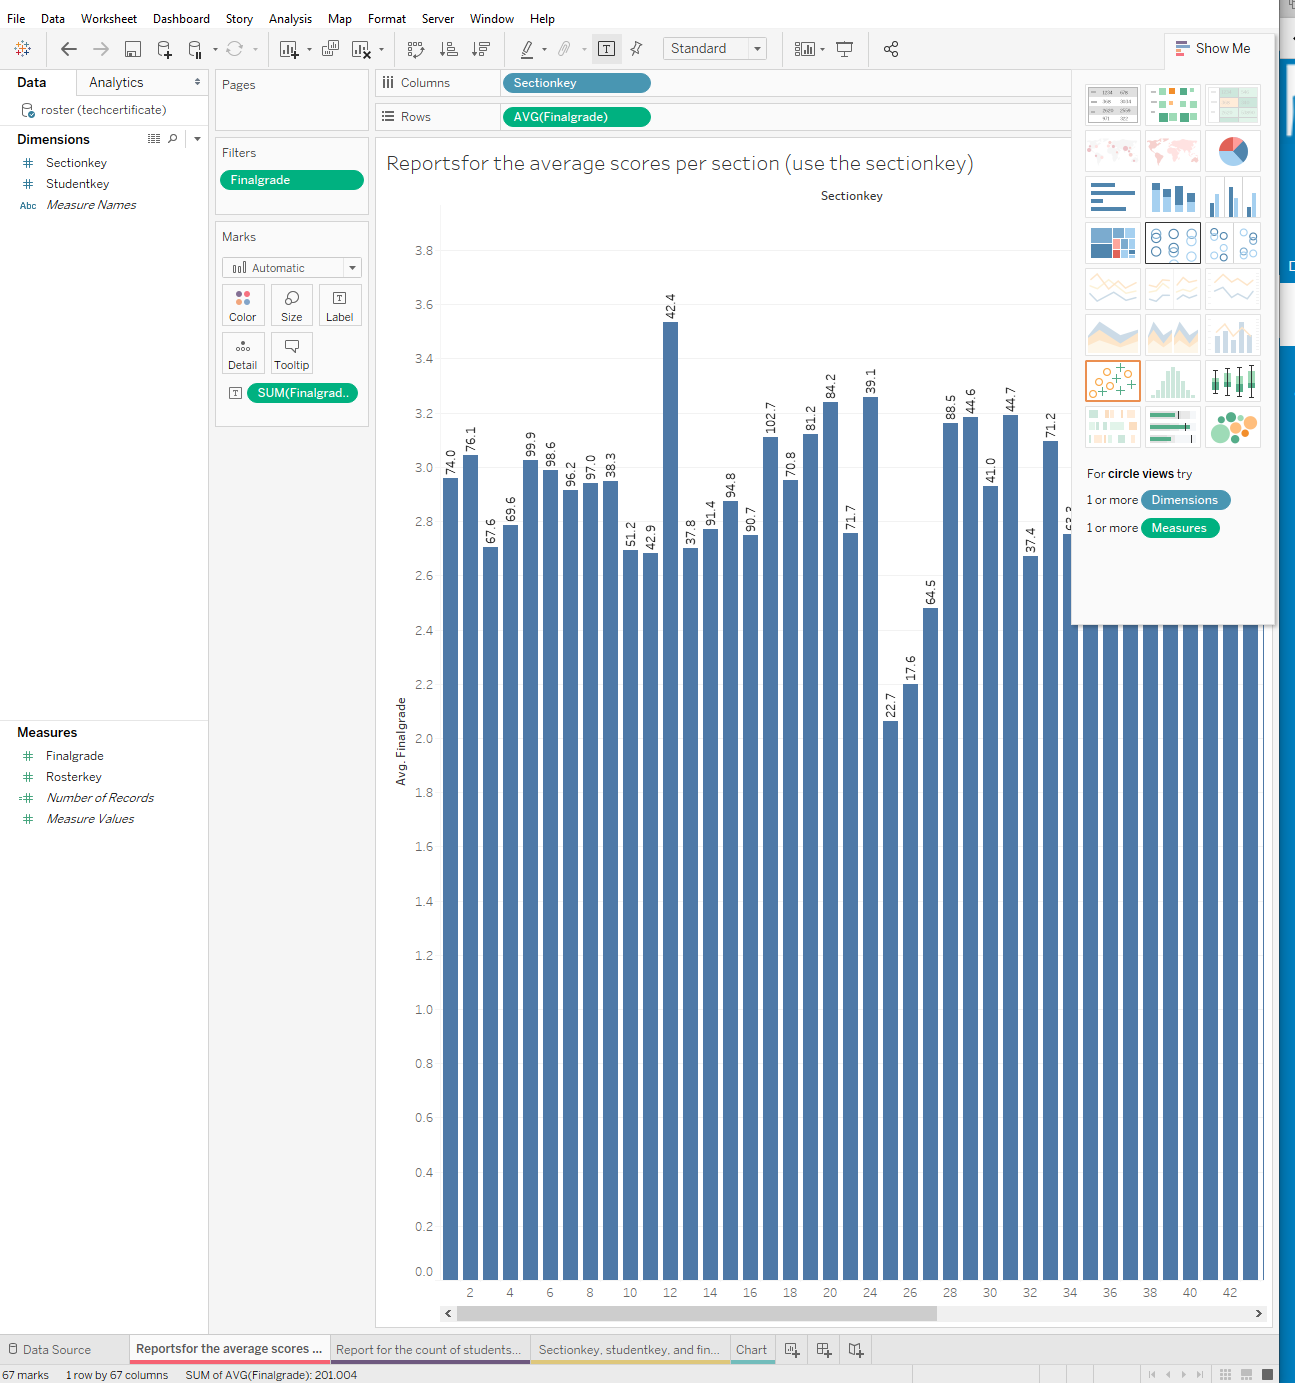 File Data Worksheet Dashboard Story Analysis Map Format Server Window Help
Standard
Show Me
Data Analytics
roster (techcertificate)
Dimensions
Sectionkey
Studentkey
Abc Measure Names
Measures
Finalgrade
Rosterkey
Number of Records
Measure Values
Pages
Filters
Finalgrade
Marks
Automatic
Color Size Label
Detail Tooltip
SUM(Finalgrad..
Columns Sectionkey
Rows AVG(Finalgrade)
Reportsfor the average scores per section (use the sectionkey)
Sectionkey
Avg. Finalgrade
3.8
3.6
3.4
3.2
3.0
2.8
2.6
2.4
2.2
2.0
1.8
1.6
1.4
1.2
1.0
0.8
0.6
0.4
0.2
0.0
74.0 76.1 67.6 69.6 99.9 98.6 96.2 97.0 38.3 51.2 42.9 42.4 37.8 91.4 94.8 90.7 102.7 70.8 81.2 84.2 71.7 39.1 22.7 17.6 64.5 88.5 44.6 41.0 44.7 37.4 71.2
2 4 6 8 10 12 14 16 18 20 22 24 26 28 30 32 34 36 38 40 42
For circle views try
1 or more Dimensions
1 or more Measures
Data Source Reportsfor the average scores ... Report for the count of students... Sectionkey, studentkey, and fin... Chart
67 marks 1 row by 67 columns SUM of AVG(Finalgrade): 201.004